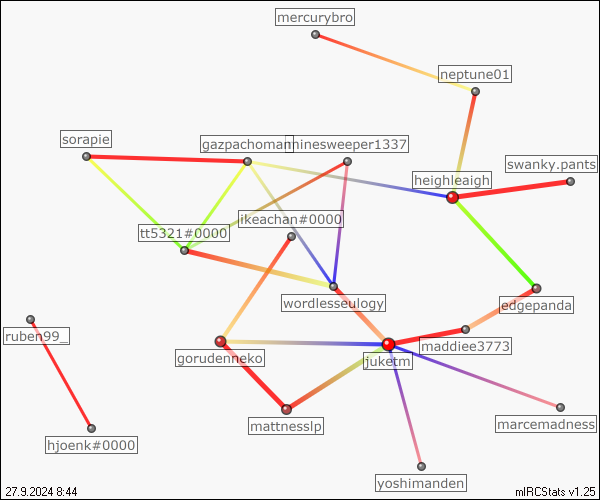 mercurybro
neptune01
sorapie
gazpachoman
minesweeper1337
swanky.pants
heighleaigh
ikeachan#0000
tt5321#0000
wordlesseulogy
edgepanda
ruben99_
maddiee3773
gorudenneko
juketm
mattnesslp
marcemadness
hjoenk#0000
yoshimanden
27.9.2024 8:44
mIRCStats v1.25